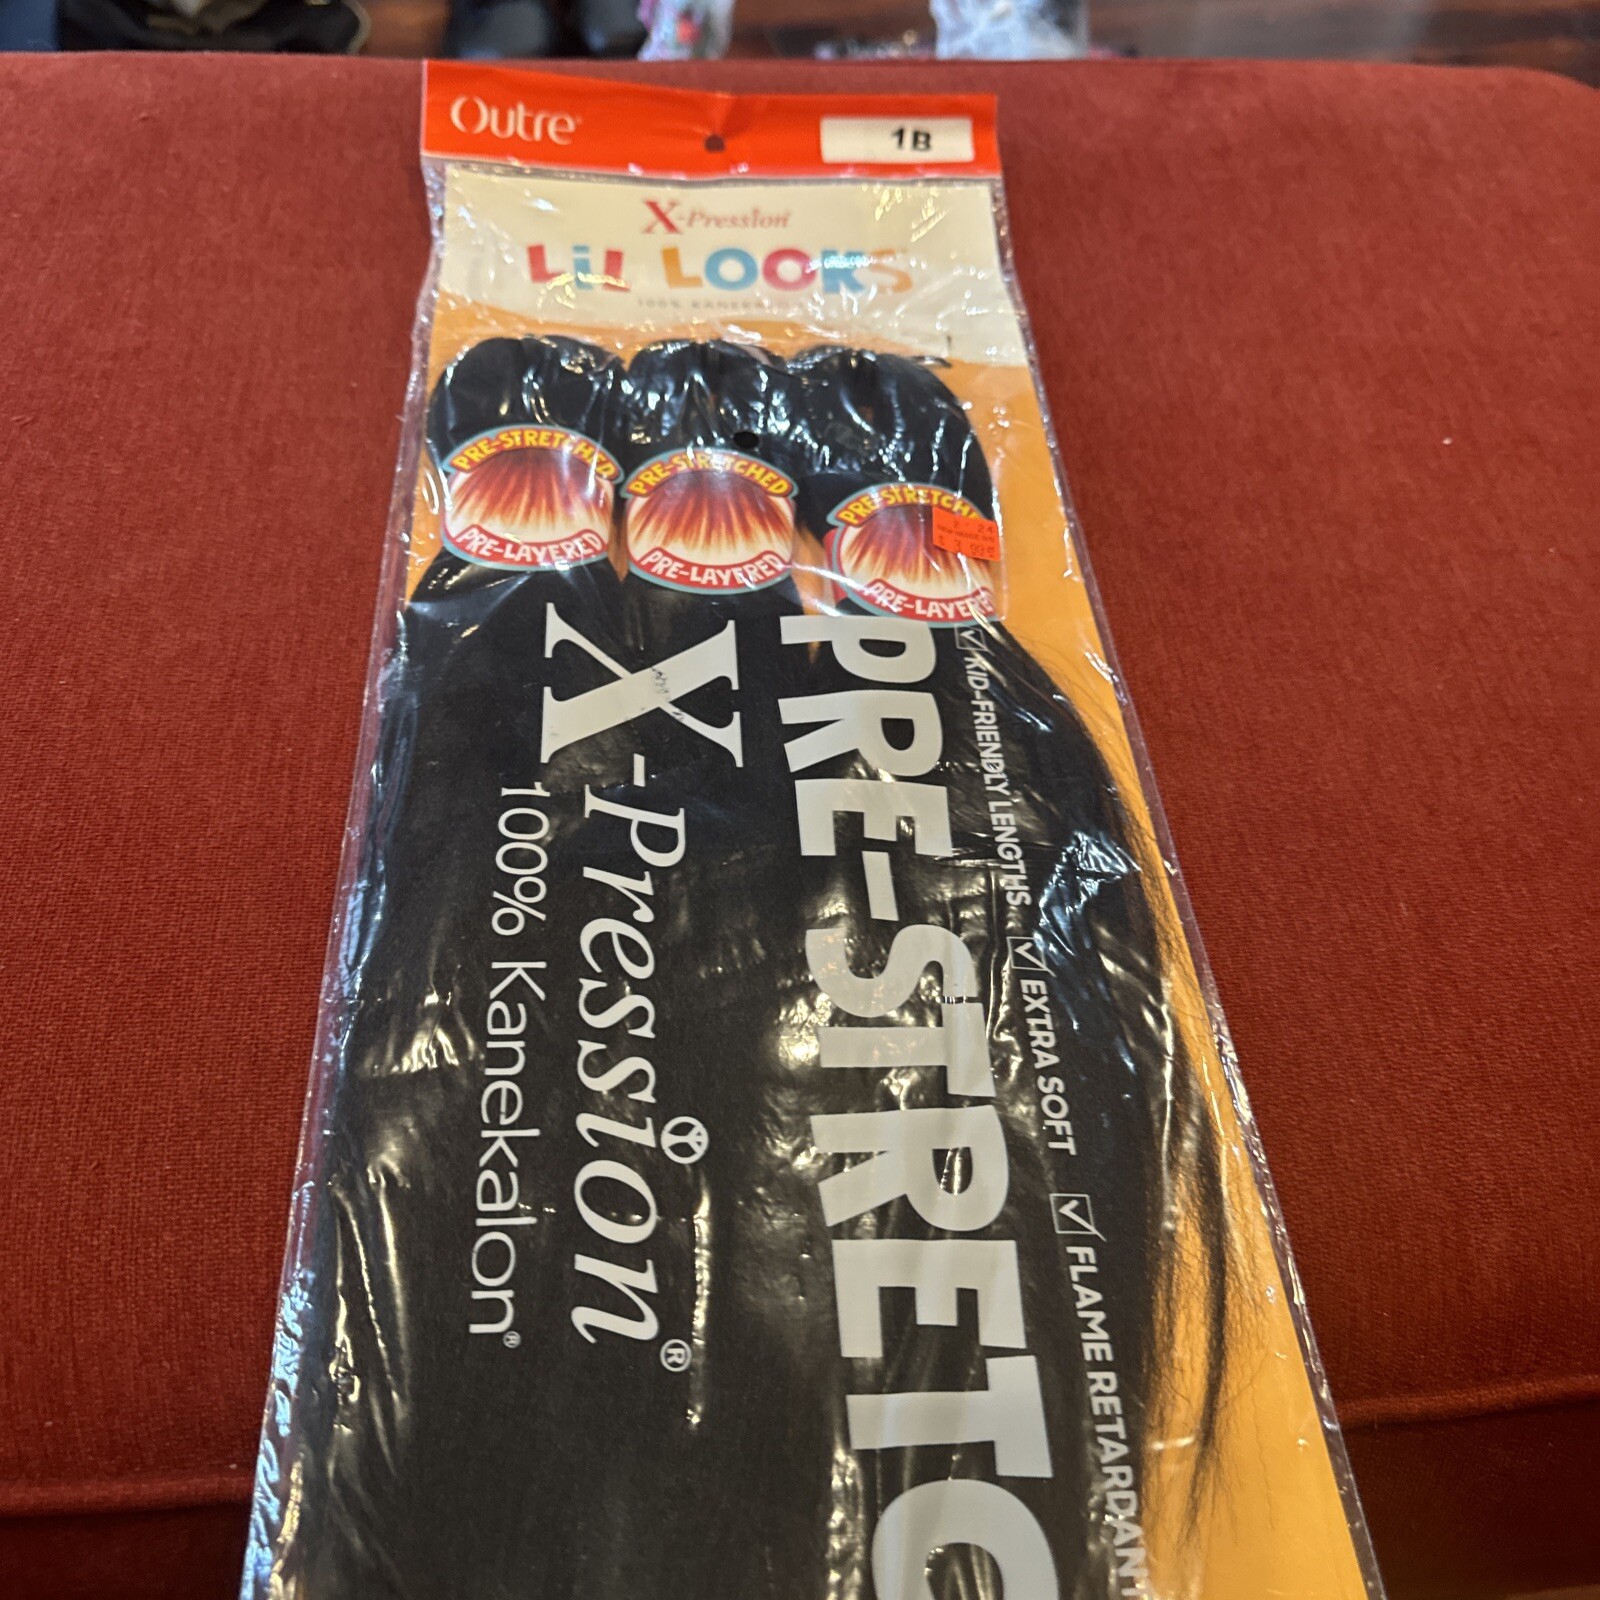 Outre
1B
X-Pression
LiL LOOKS
PRE-STRETCHED
PRE-LAYERED
PRE-STRETCHED
PRE-LAYERED
PRE-STRETCH
PRE-LAYERED
X-Pression®
100% Kanekalon®
PRE-STRETC
KID-FRIENDLY LENGTHS
EXTRA SOFT
FLAME RETARDANT